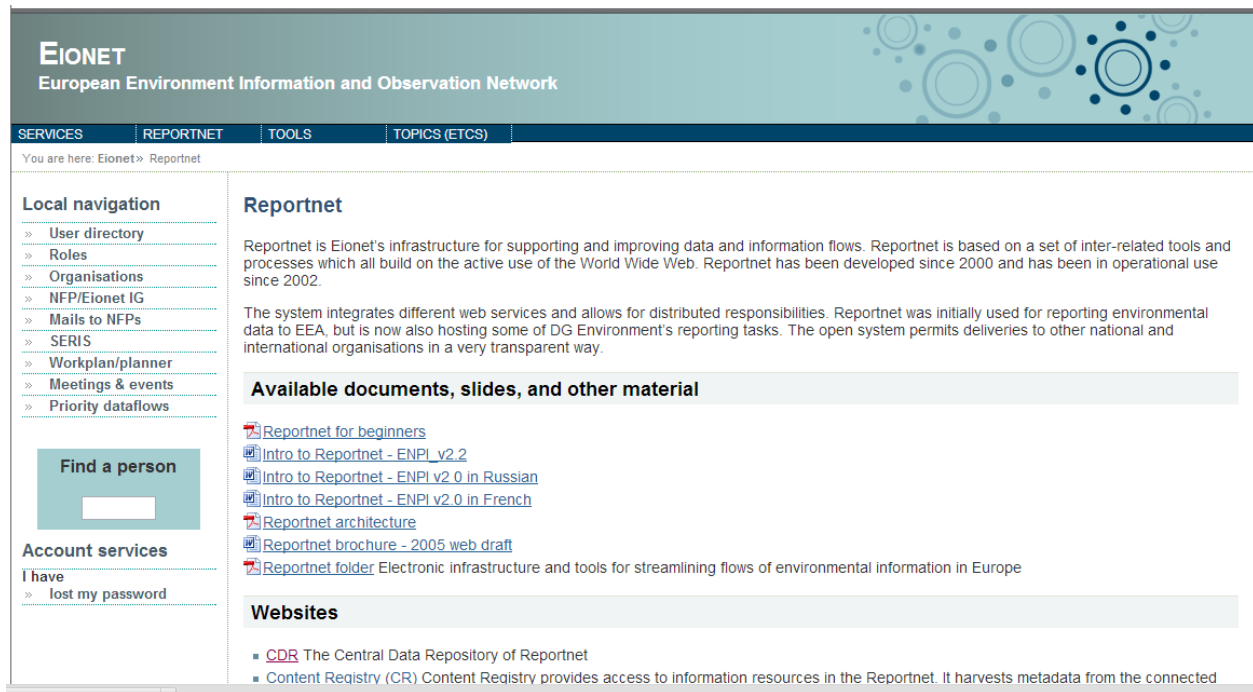 EIONET
European Environment Information and Observation Network
SERVICES REPORTNET TOOLS TOPICS (ETCS)
You are here: Eionet» Reportnet
Local navigation
» User directory
» Roles
» Organisations
» NFP/Eionet IG
» Mails to NFPs
» SERIS
» Workplan/planner
» Meetings & events
» Priority dataflows
Find a person
Account services
I have
» lost my password
Reportnet
Reportnet is Eionet's infrastructure for supporting and improving data and information flows. Reportnet is based on a set of inter-related tools and
processes which all build on the active use of the World Wide Web. Reportnet has been developed since 2000 and has been in operational use
since 2002.
The system integrates different web services and allows for distributed responsibilities. Reportnet was initially used for reporting environmental
data to EEA, but is now also hosting some of DG Environment's reporting tasks. The open system permits deliveries to other national and
international organisations in a very transparent way.
Available documents, slides, and other material
Reportnet for beginners
Intro to Reportnet - ENPI_v2.2
Intro to Reportnet - ENPI v2 0 in Russian
Intro to Reportnet - ENPI v2.0 in French
Reportnet architecture
Reportnet brochure - 2005 web draft
Reportnet folder Electronic infrastructure and tools for streamlining flows of environmental information in Europe
Websites
▪ CDR The Central Data Repository of Reportnet
▪ Content Registry (CR) Content Registry provides access to information resources in the Reportnet. It harvests metadata from the connected